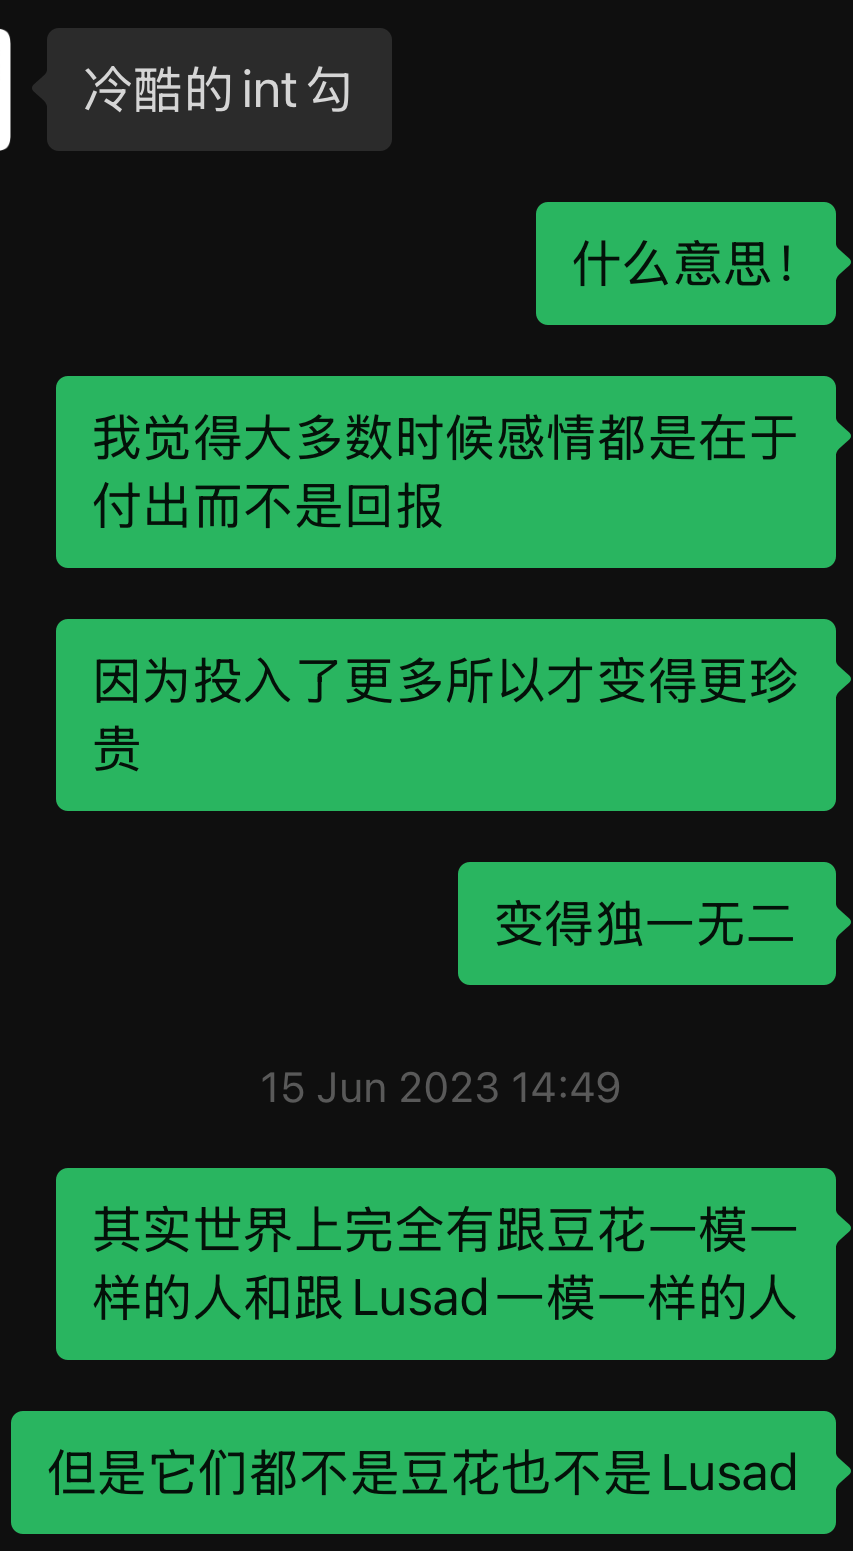 冷酷的int勾
什么意思！
我觉得大多数时候感情都是在于
付出而不是回报
因为投入了更多所以才变得更珍
贵
变得独一无二
15 Jun 2023 14:49
其实世界上完全有跟豆花一模一
样的人和跟Lusad一模一样的人
但是它们都不是豆花也不是Lusad